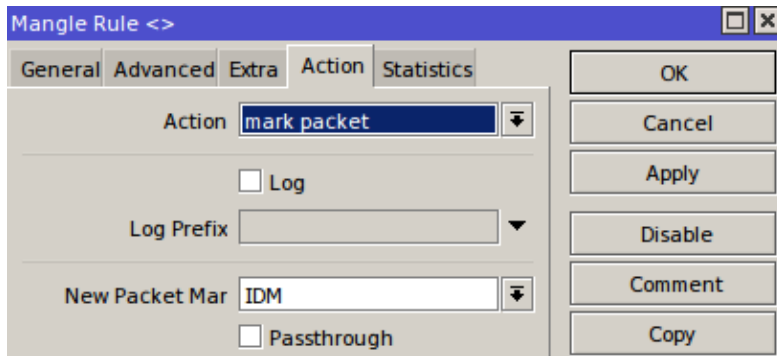 Mangle Rule <>
General Advanced Extra Action Statistics
OK
Action mark packet
Cancel
Log
Apply
Log Prefix
Disable
New Packet Mar IDM
Comment
Passthrough
Copy